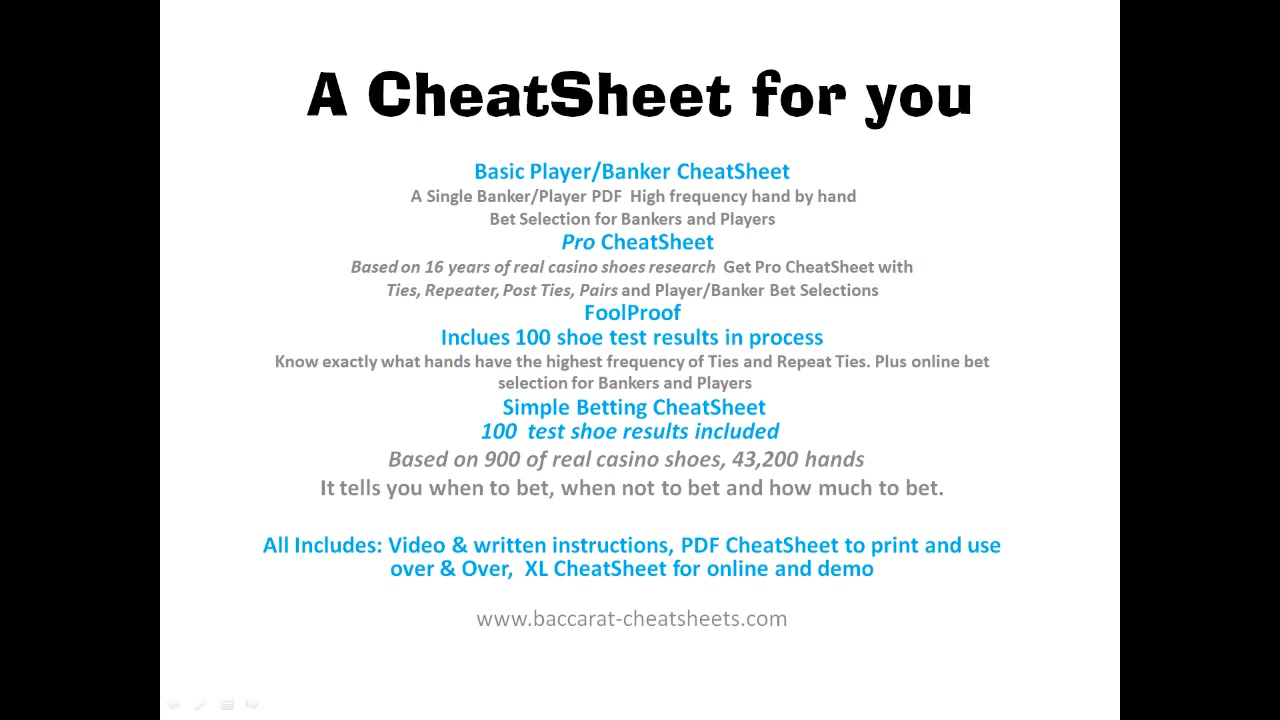 A CheatSheet for you
Basic Player/Banker CheatSheet
A Single Banker/Player PDF  High frequency hand by hand
Bet Selection for Bankers and Players
Pro CheatSheet
Based on 16 years of real casino shoes research  Get Pro CheatSheet with
Ties, Repeater, Post Ties, Pairs and Player/Banker Bet Selections
FoolProof
Inclues 100 shoe test results in process
Know exactly what hands have the highest frequency of Ties and Repeat Ties. Plus online bet
selection for Bankers and Players
Simple Betting CheatSheet
100  test shoe results included
Based on 900 of real casino shoes, 43,200 hands
It tells you when to bet, when not to bet and how much to bet.
All Includes: Video & written instructions, PDF CheatSheet to print and use
over & Over,  XL CheatSheet for online and demo
www.baccarat-cheatsheets.com